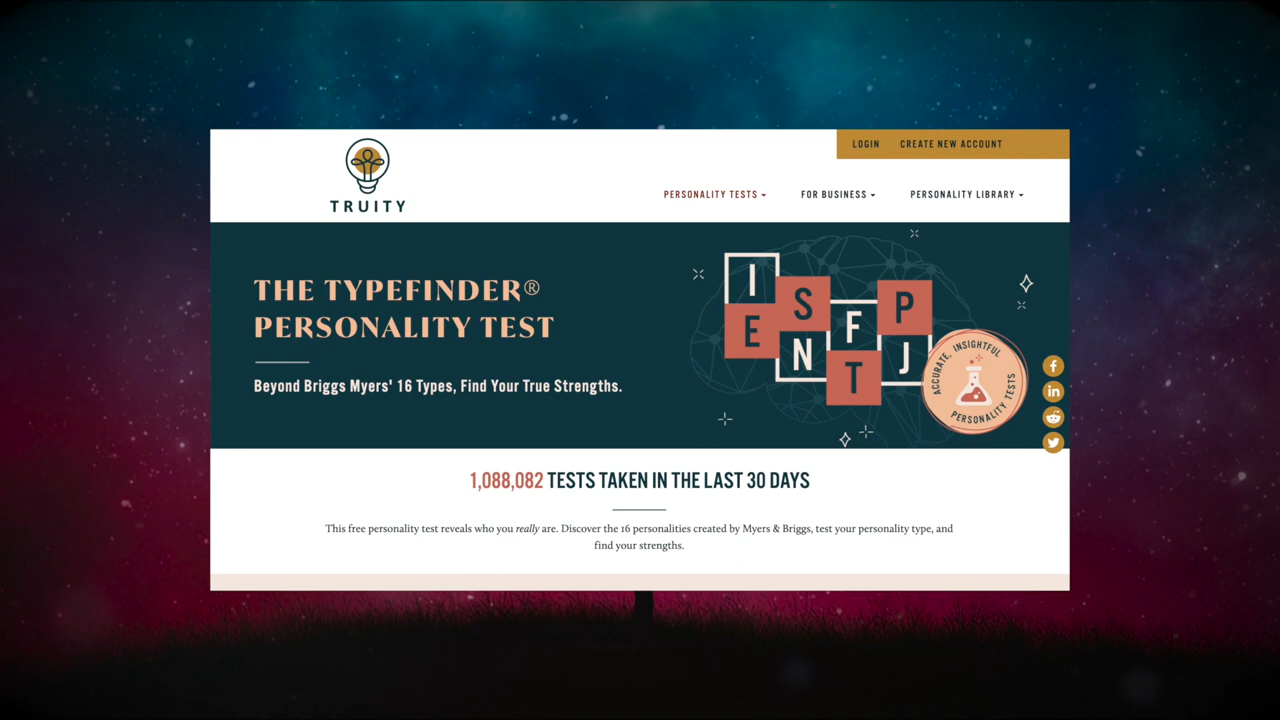 LOGIN CREATE NEW ACCOUNT
TRUITY
PERSONALITY TESTS FOR BUSINESS PERSONALITY LIBRARY
THE TYPEFINDER®
PERSONALITY TEST
Beyond Briggs Myers' 16 Types, Find Your True Strengths.
I
E
S
N
F
T
P
J
ACCURATE, INSIGHTFUL
PERSONALITY TESTS
1,088,082 TESTS TAKEN IN THE LAST 30 DAYS
This free personality test reveals who you really are. Discover the 16 personalities created by Myers & Briggs, test your personality type, and
find your strengths.